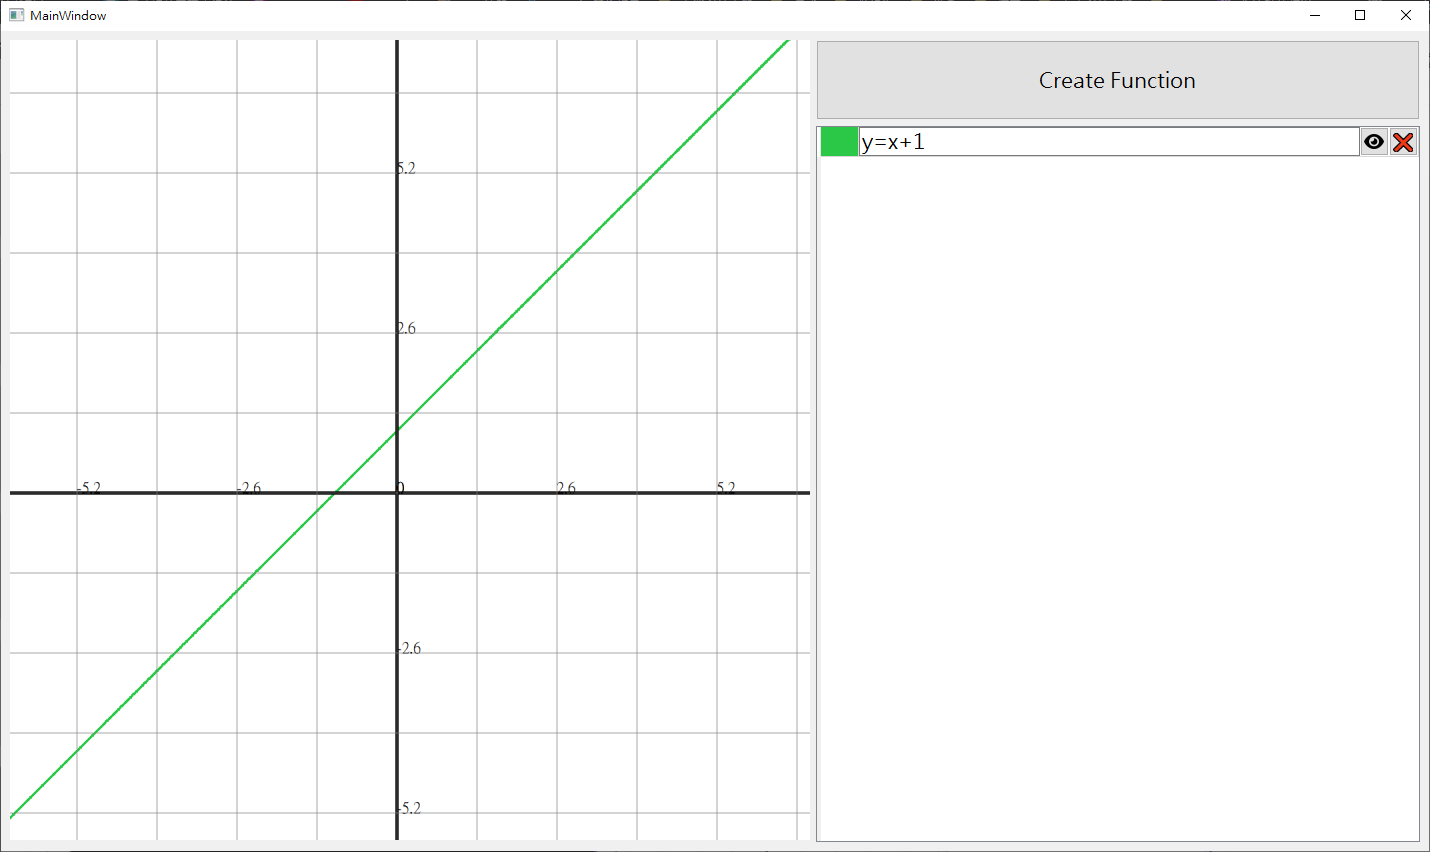 MainWindow
Create Function
y=x+1
5.2
2.6
-5.2 -2.6 0 2.6 5.2
-2.6
-5.2